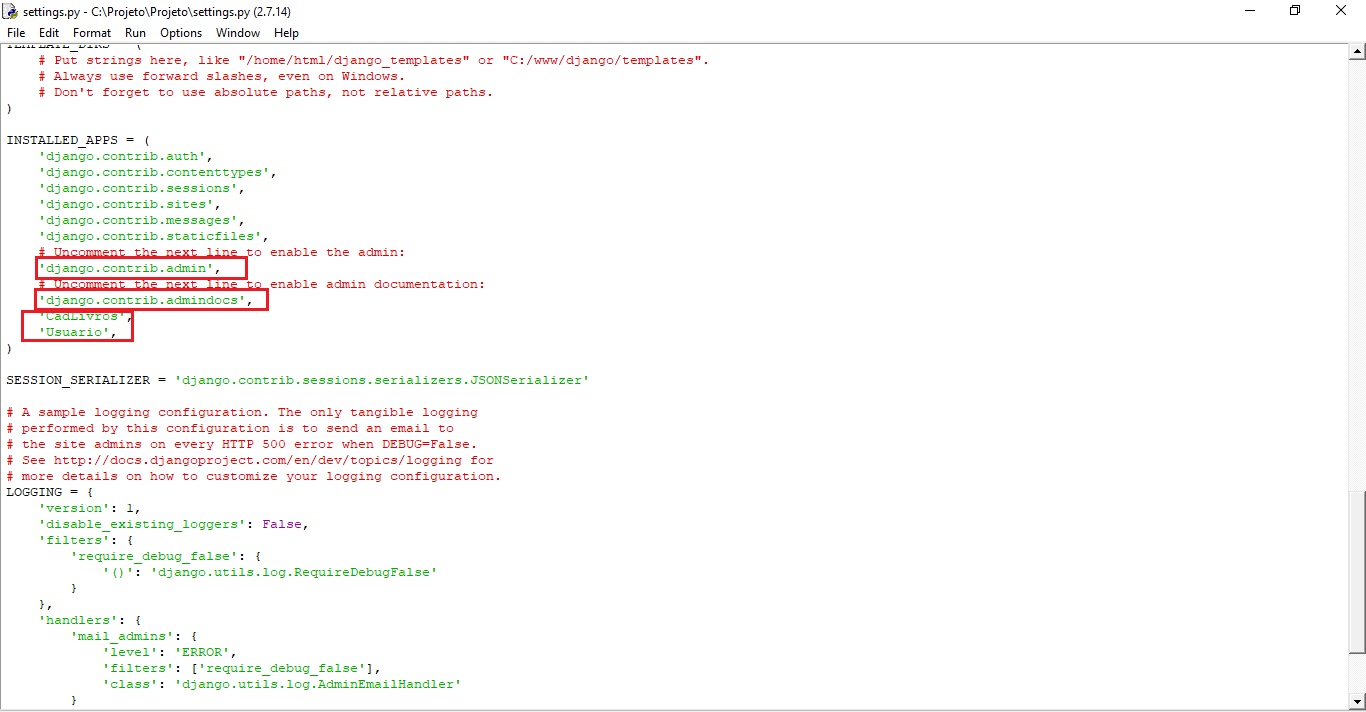 settings.py - C:\Projeto\Projeto\settings.py (2.7.14)
File Edit Format Run Options Window Help
TEMPLATE_DIRS = (
    # Put strings here, like "/home/html/django_templates" or "C:/www/django/templates".
    # Always use forward slashes, even on Windows.
    # Don't forget to use absolute paths, not relative paths.
)
INSTALLED_APPS = (
    'django.contrib.auth',
    'django.contrib.contenttypes',
    'django.contrib.sessions',
    'django.contrib.sites',
    'django.contrib.messages',
    'django.contrib.staticfiles',
    # Uncomment the next line to enable the admin:
    'django.contrib.admin',
    # Uncomment the next line to enable admin documentation:
    'django.contrib.admindocs',
    'CadLivros',
    'Usuario',
)
SESSION_SERIALIZER = 'django.contrib.sessions.serializers.JSONSerializer'
# A sample logging configuration. The only tangible logging
# performed by this configuration is to send an email to
# the site admins on every HTTP 500 error when DEBUG=False.
# See http://docs.djangoproject.com/en/dev/topics/logging for
# more details on how to customize your logging configuration.
LOGGING = {
    'version': 1,
    'disable_existing_loggers': False,
    'filters': {
        'require_debug_false': {
            '()': 'django.utils.log.RequireDebugFalse'
        }
    },
    'handlers': {
        'mail_admins': {
            'level': 'ERROR',
            'filters': ['require_debug_false'],
            'class': 'django.utils.log.AdminEmailHandler'
        }